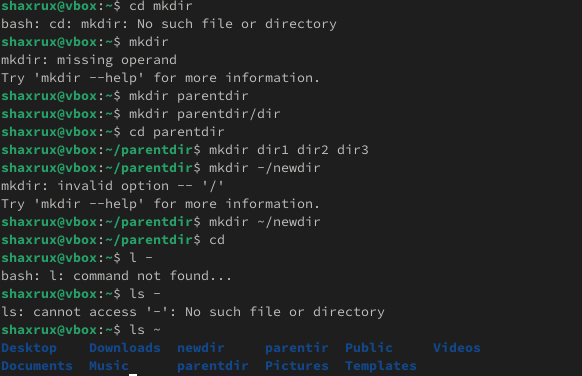 shaxrux@vbox:~$ cd mkdir
bash: cd: mkdir: No such file or directory
shaxrux@vbox:~$ mkdir
mkdir: missing operand
Try 'mkdir --help' for more information.
shaxrux@vbox:~$ mkdir parentdir
shaxrux@vbox:~$ mkdir parentdir/dir
shaxrux@vbox:~$ cd parentdir
shaxrux@vbox:~/parentdir$ mkdir dir1 dir2 dir3
shaxrux@vbox:~/parentdir$ mkdir -/newdir
mkdir: invalid option -- '/'
Try 'mkdir --help' for more information.
shaxrux@vbox:~/parentdir$ mkdir ~/newdir
shaxrux@vbox:~/parentdir$ cd
shaxrux@vbox:~$ l -
bash: l: command not found...
shaxrux@vbox:~$ ls -
ls: cannot access '-': No such file or directory
shaxrux@vbox:~$ ls ~
Desktop    Downloads  newdir     parentir  Public     Videos
Documents  Music      parentdir  Pictures  Templates